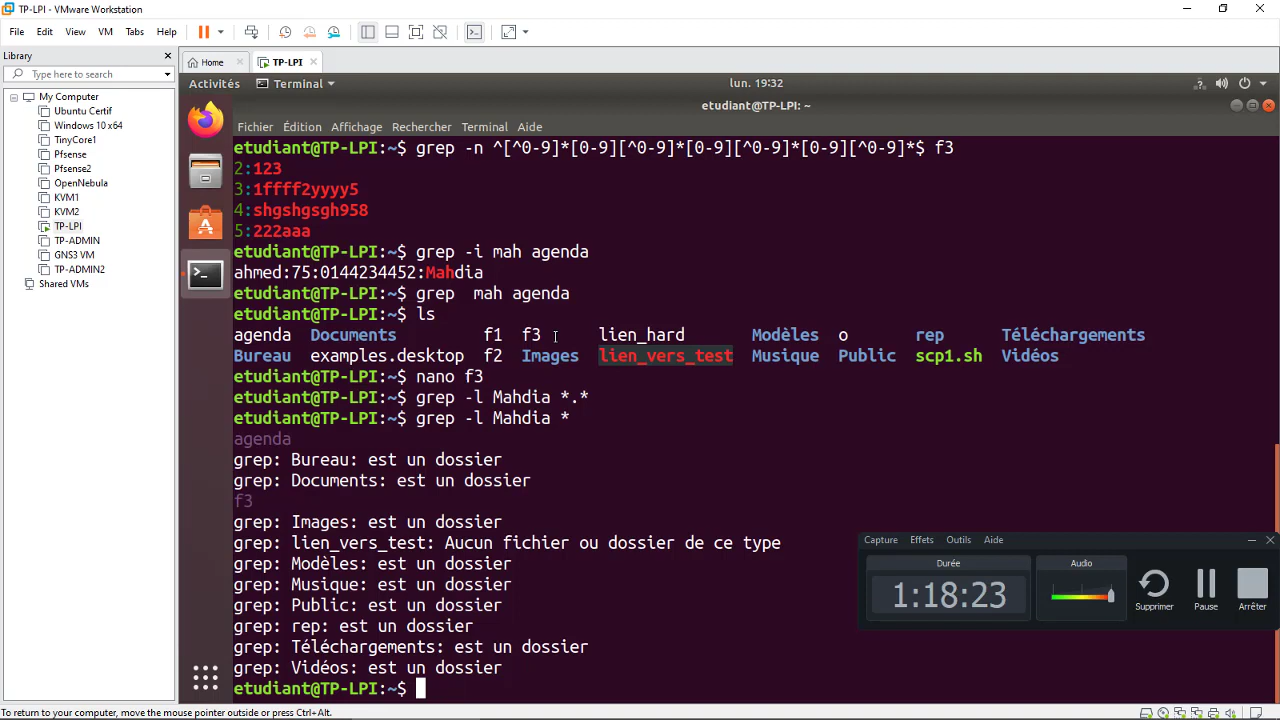 TP-LPI - VMware Workstation
File Edit View VM Tabs Help
Library
Type here to search
My Computer
Ubuntu Certif
Windows 10 x64
TinyCore1
Pfsense
Pfsense2
OpenNebula
KVM1
KVM2
TP-LPI
TP-ADMIN
GNS3 VM
TP-ADMIN2
Shared VMs
Home TP-LPI
Activités Terminal lun. 19:32
etudiant@TP-LPI: ~
Fichier Édition Affichage Rechercher Terminal Aide
etudiant@TP-LPI:~$ grep -n ^[^0-9]*[0-9][^0-9]*[0-9][^0-9]*[0-9][^0-9]*$ f3
2:123
3:1ffff2yyyy5
4:shgshgsgh958
5:222aaa
etudiant@TP-LPI:~$ grep -i mah agenda
ahmed:75:0144234452:Mahdia
etudiant@TP-LPI:~$ grep  mah agenda
etudiant@TP-LPI:~$ ls
agenda Documents f1 f3 lien_hard Modèles o rep Téléchargements
Bureau examples.desktop f2 Images lien_vers_test Musique Public scp1.sh Vidéos
etudiant@TP-LPI:~$ nano f3
etudiant@TP-LPI:~$ grep -l Mahdia *.*
etudiant@TP-LPI:~$ grep -l Mahdia *
agenda
grep: Bureau: est un dossier
grep: Documents: est un dossier
f3
grep: Images: est un dossier
grep: lien_vers_test: Aucun fichier ou dossier de ce type
grep: Modèles: est un dossier
grep: Musique: est un dossier
grep: Public: est un dossier
grep: rep: est un dossier
grep: Téléchargements: est un dossier
grep: Vidéos: est un dossier
etudiant@TP-LPI:~$
Capture Effets Outils Aide
Durée Audio
1:18:23
Supprimer Pause Arrêter
To return to your computer, move the mouse pointer outside or press Ctrl+Alt.